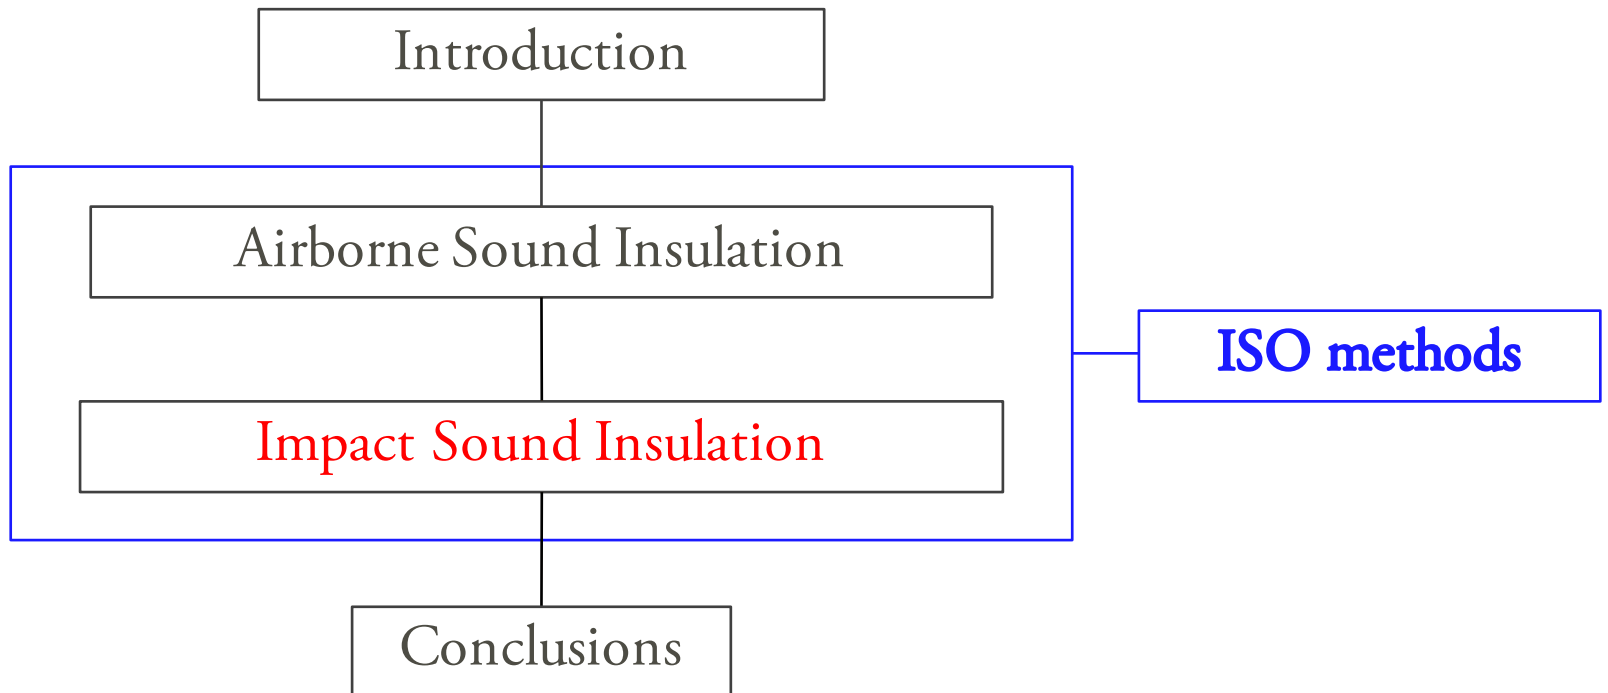 Introduction
Airborne Sound Insulation
ISO methods
Impact Sound Insulation
Conclusions